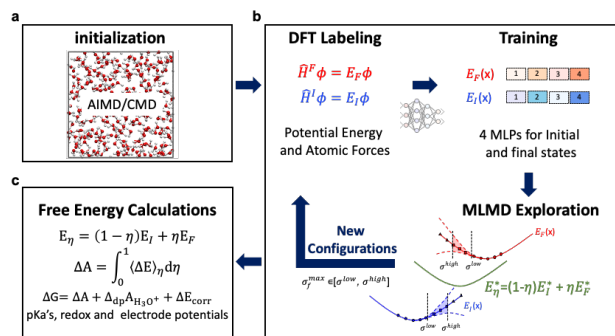 a
initialization
AIMD/CMD
b
DFT Labeling
Ĥ^F ϕ = E_F ϕ
Ĥ^I ϕ = E_I ϕ
Potential Energy
and Atomic Forces
Training
E_F(x) 1 2 3 4
E_I(x) 1 2 3 4
4 MLPs for Initial
and final states
MLMD Exploration
New
Configurations
σ_f^max ∈[σ^low, σ^high]
E_F(x)
σ^high σ^low
E_η^*=(1-η)E_I^* + ηE_F^*
E_I(x)
σ^low σ^high
c
Free Energy Calculations
E_η = (1 − η)E_I + ηE_F
ΔA = ∫_0^1 ⟨ΔE⟩_η dη
ΔG= ΔA + Δ_dp A_H₃O⁺ + ΔE_corr
pKa's, redox and electrode potentials